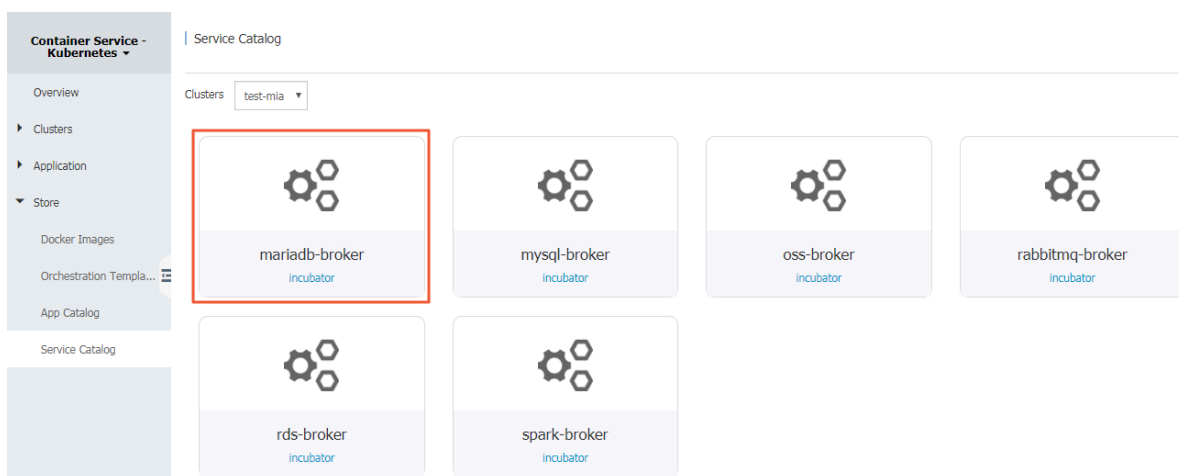 Container Service -
Kubernetes
Overview
Clusters
Application
Store
Docker Images
Orchestration Templa...
App Catalog
Service Catalog
Service Catalog
Clusters test-mia
mariadb-broker
incubator
mysql-broker
incubator
oss-broker
incubator
rabbitmq-broker
incubator
rds-broker
incubator
spark-broker
incubator